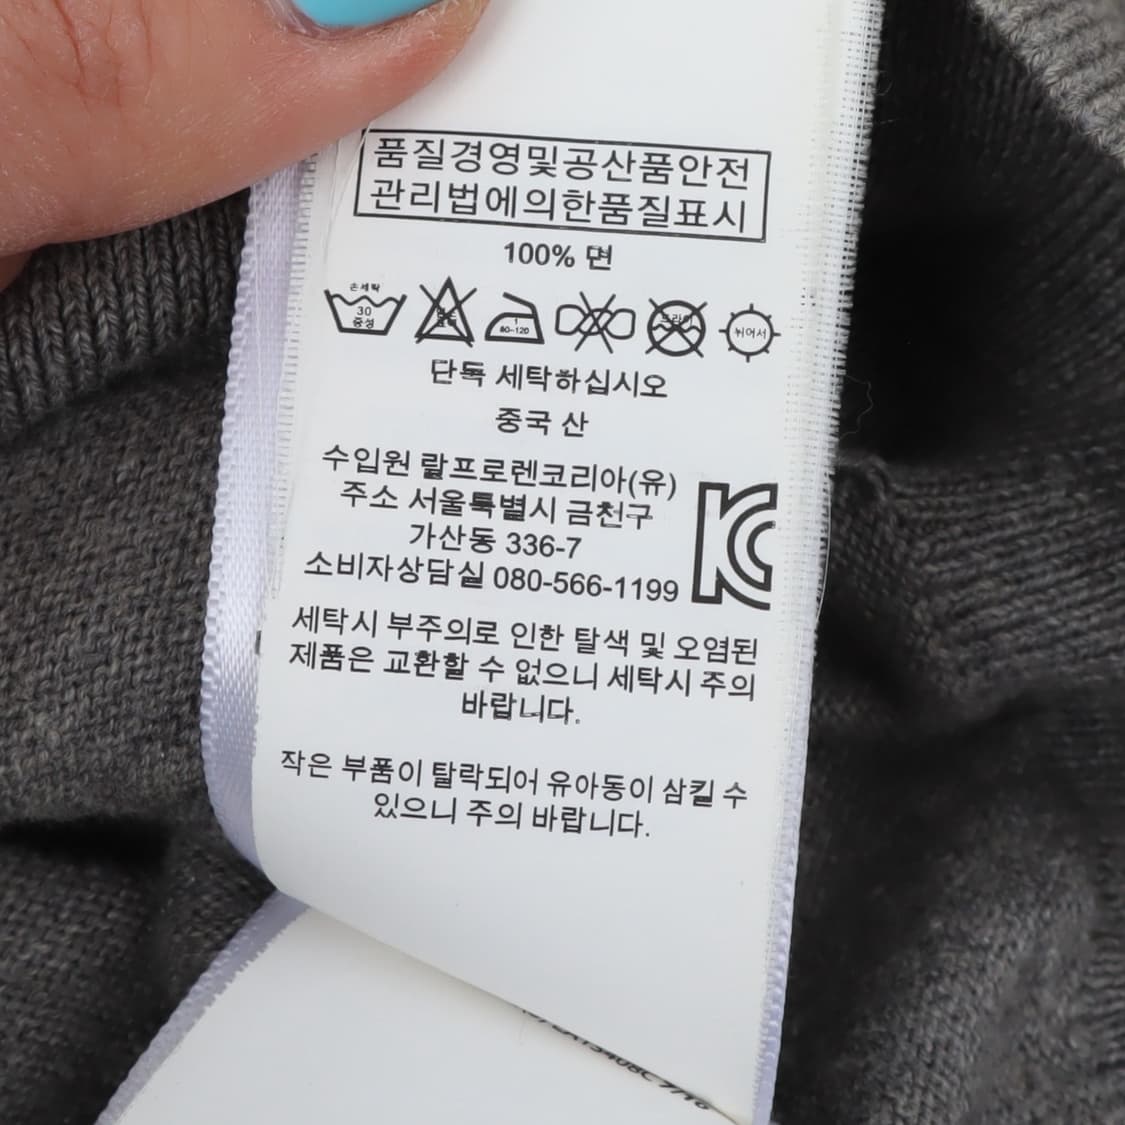 품질경영및공산품안전
관리법에의한품질표시
100% 면
손세탁
30
중성
80~120
드라이
뉘어서
단독 세탁하십시오
중국 산
수입원 랄프로렌코리아(유)
주소 서울특별시 금천구
가산동 336-7
소비자상담실 080-566-1199
KC
세탁시 부주의로 인한 탈색 및 오염된
제품은 교환할 수 없으니 세탁시 주의
바랍니다.
작은 부품이 탈락되어 유아동이 삼킬 수
있으니 주의 바랍니다.